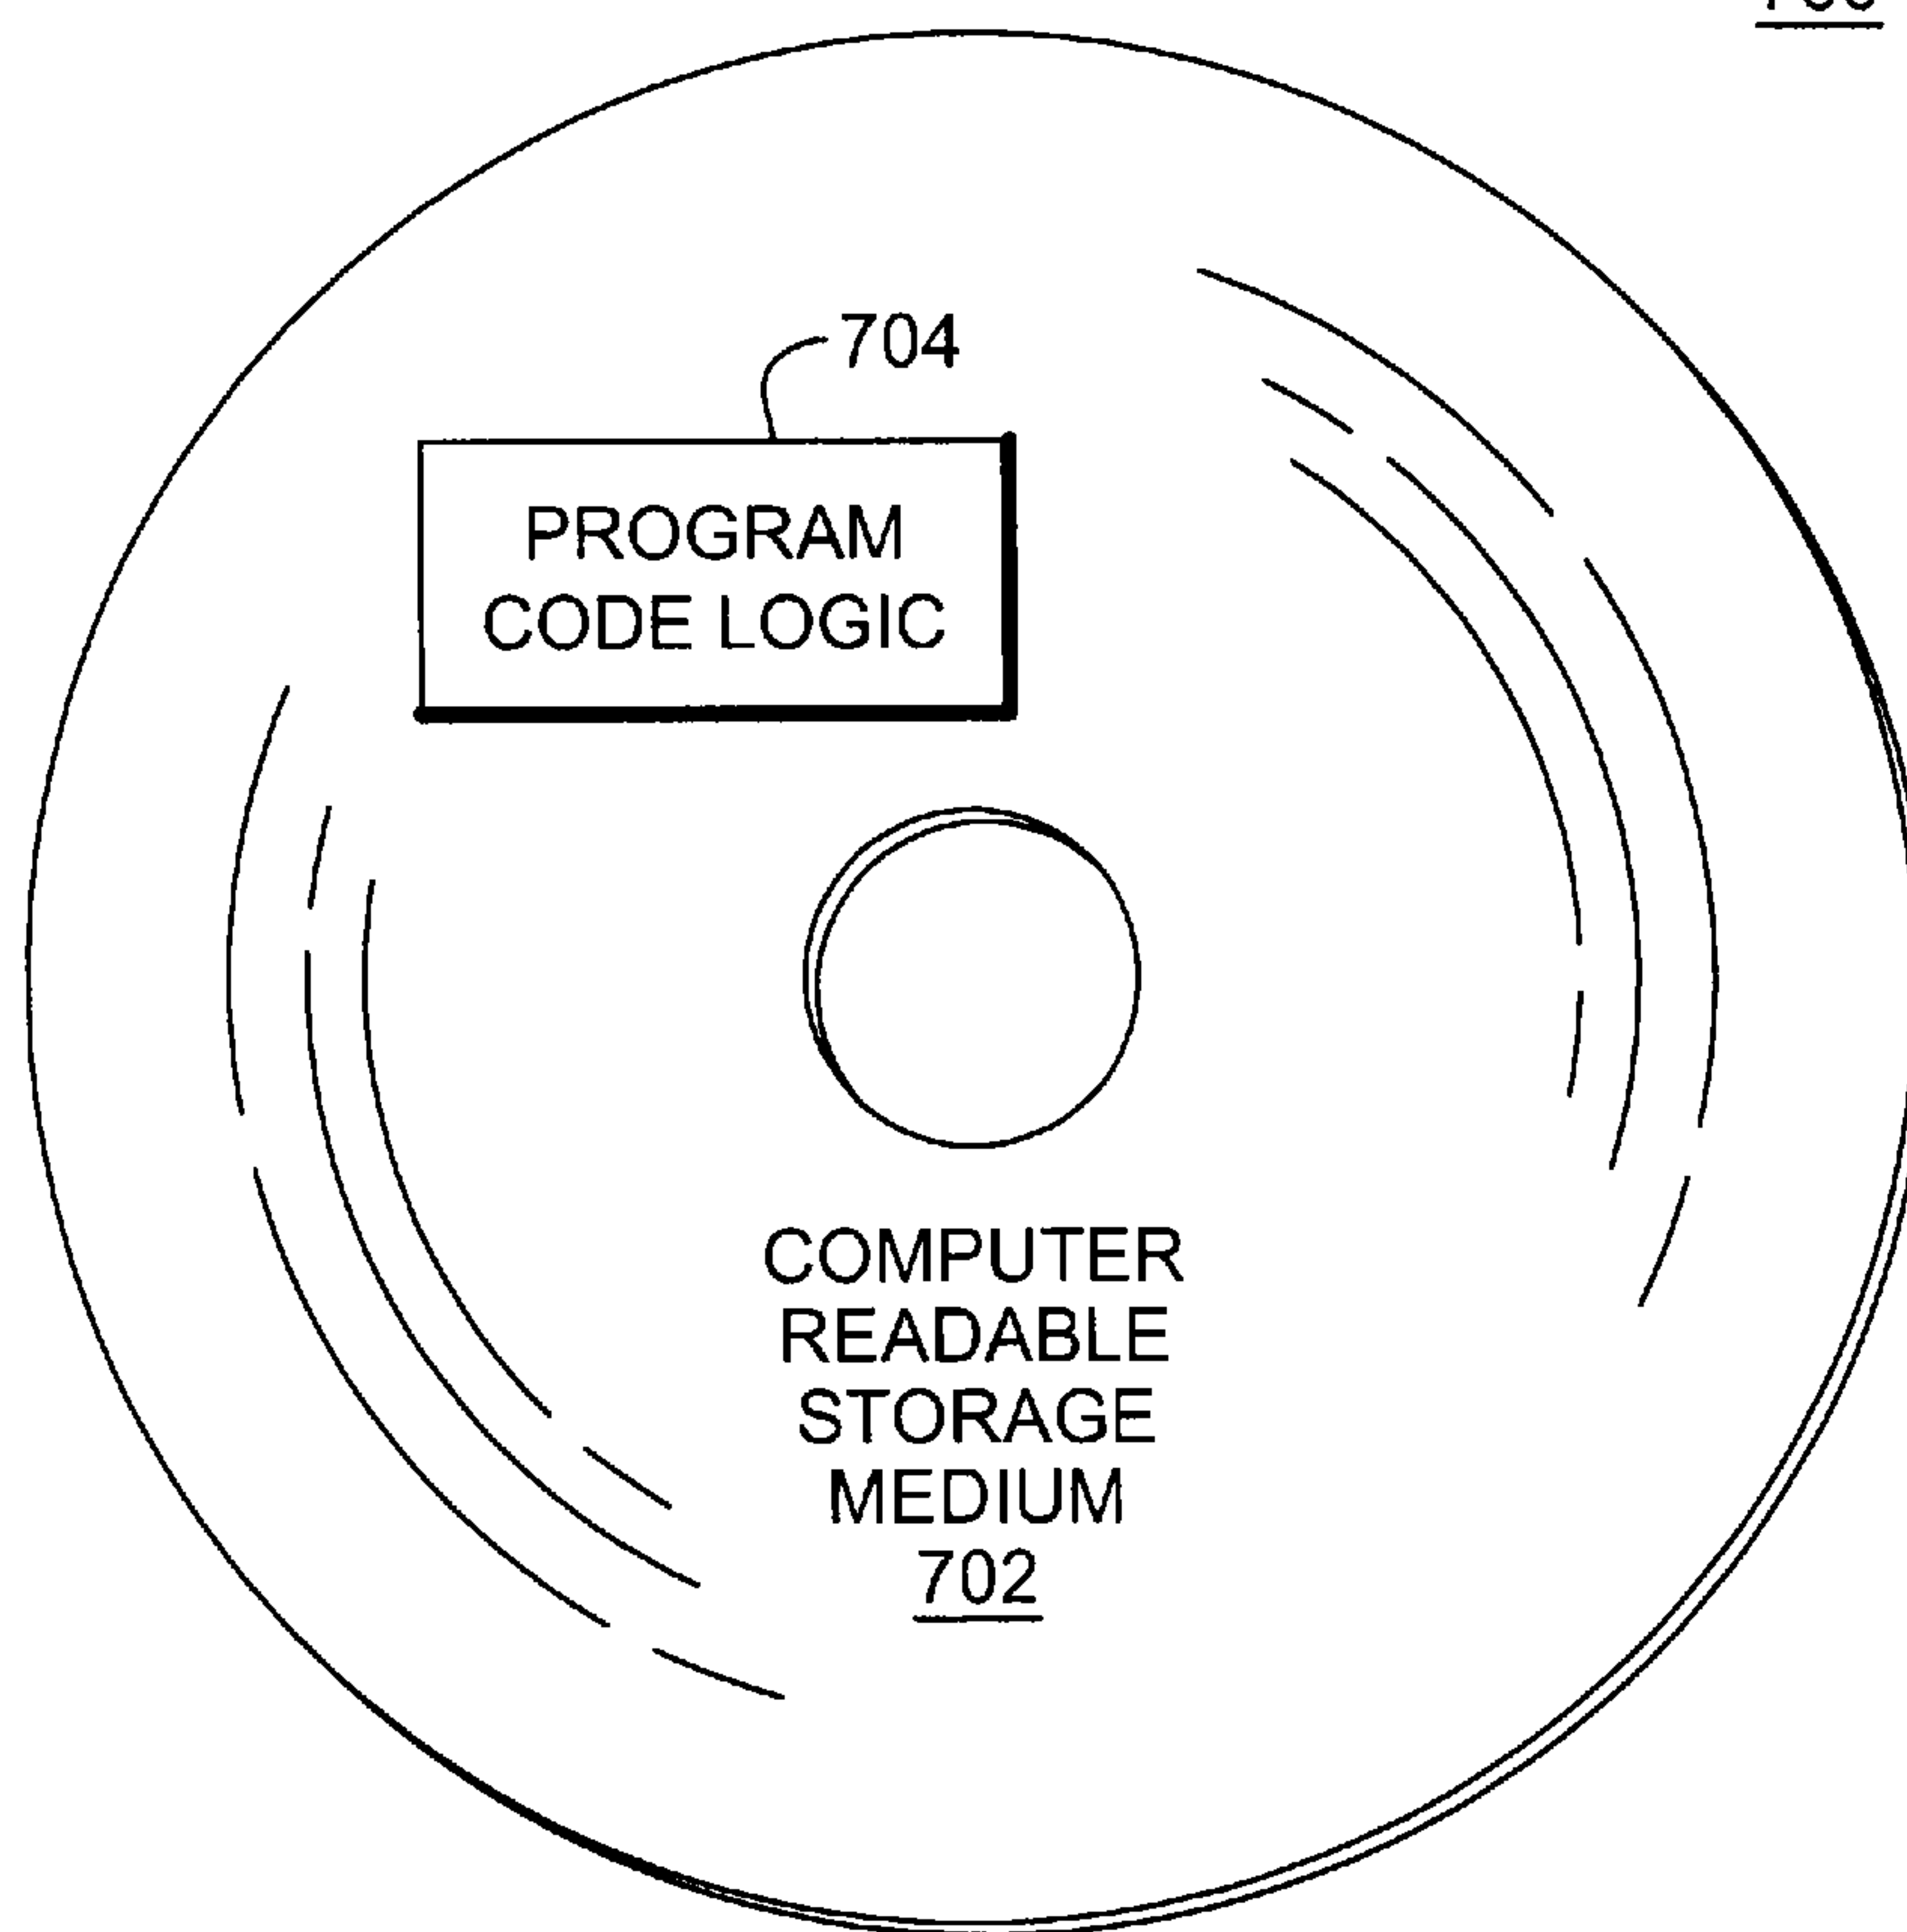 704
PROGRAM
CODE LOGIC
COMPUTER
READABLE
STORAGE
MEDIUM
702